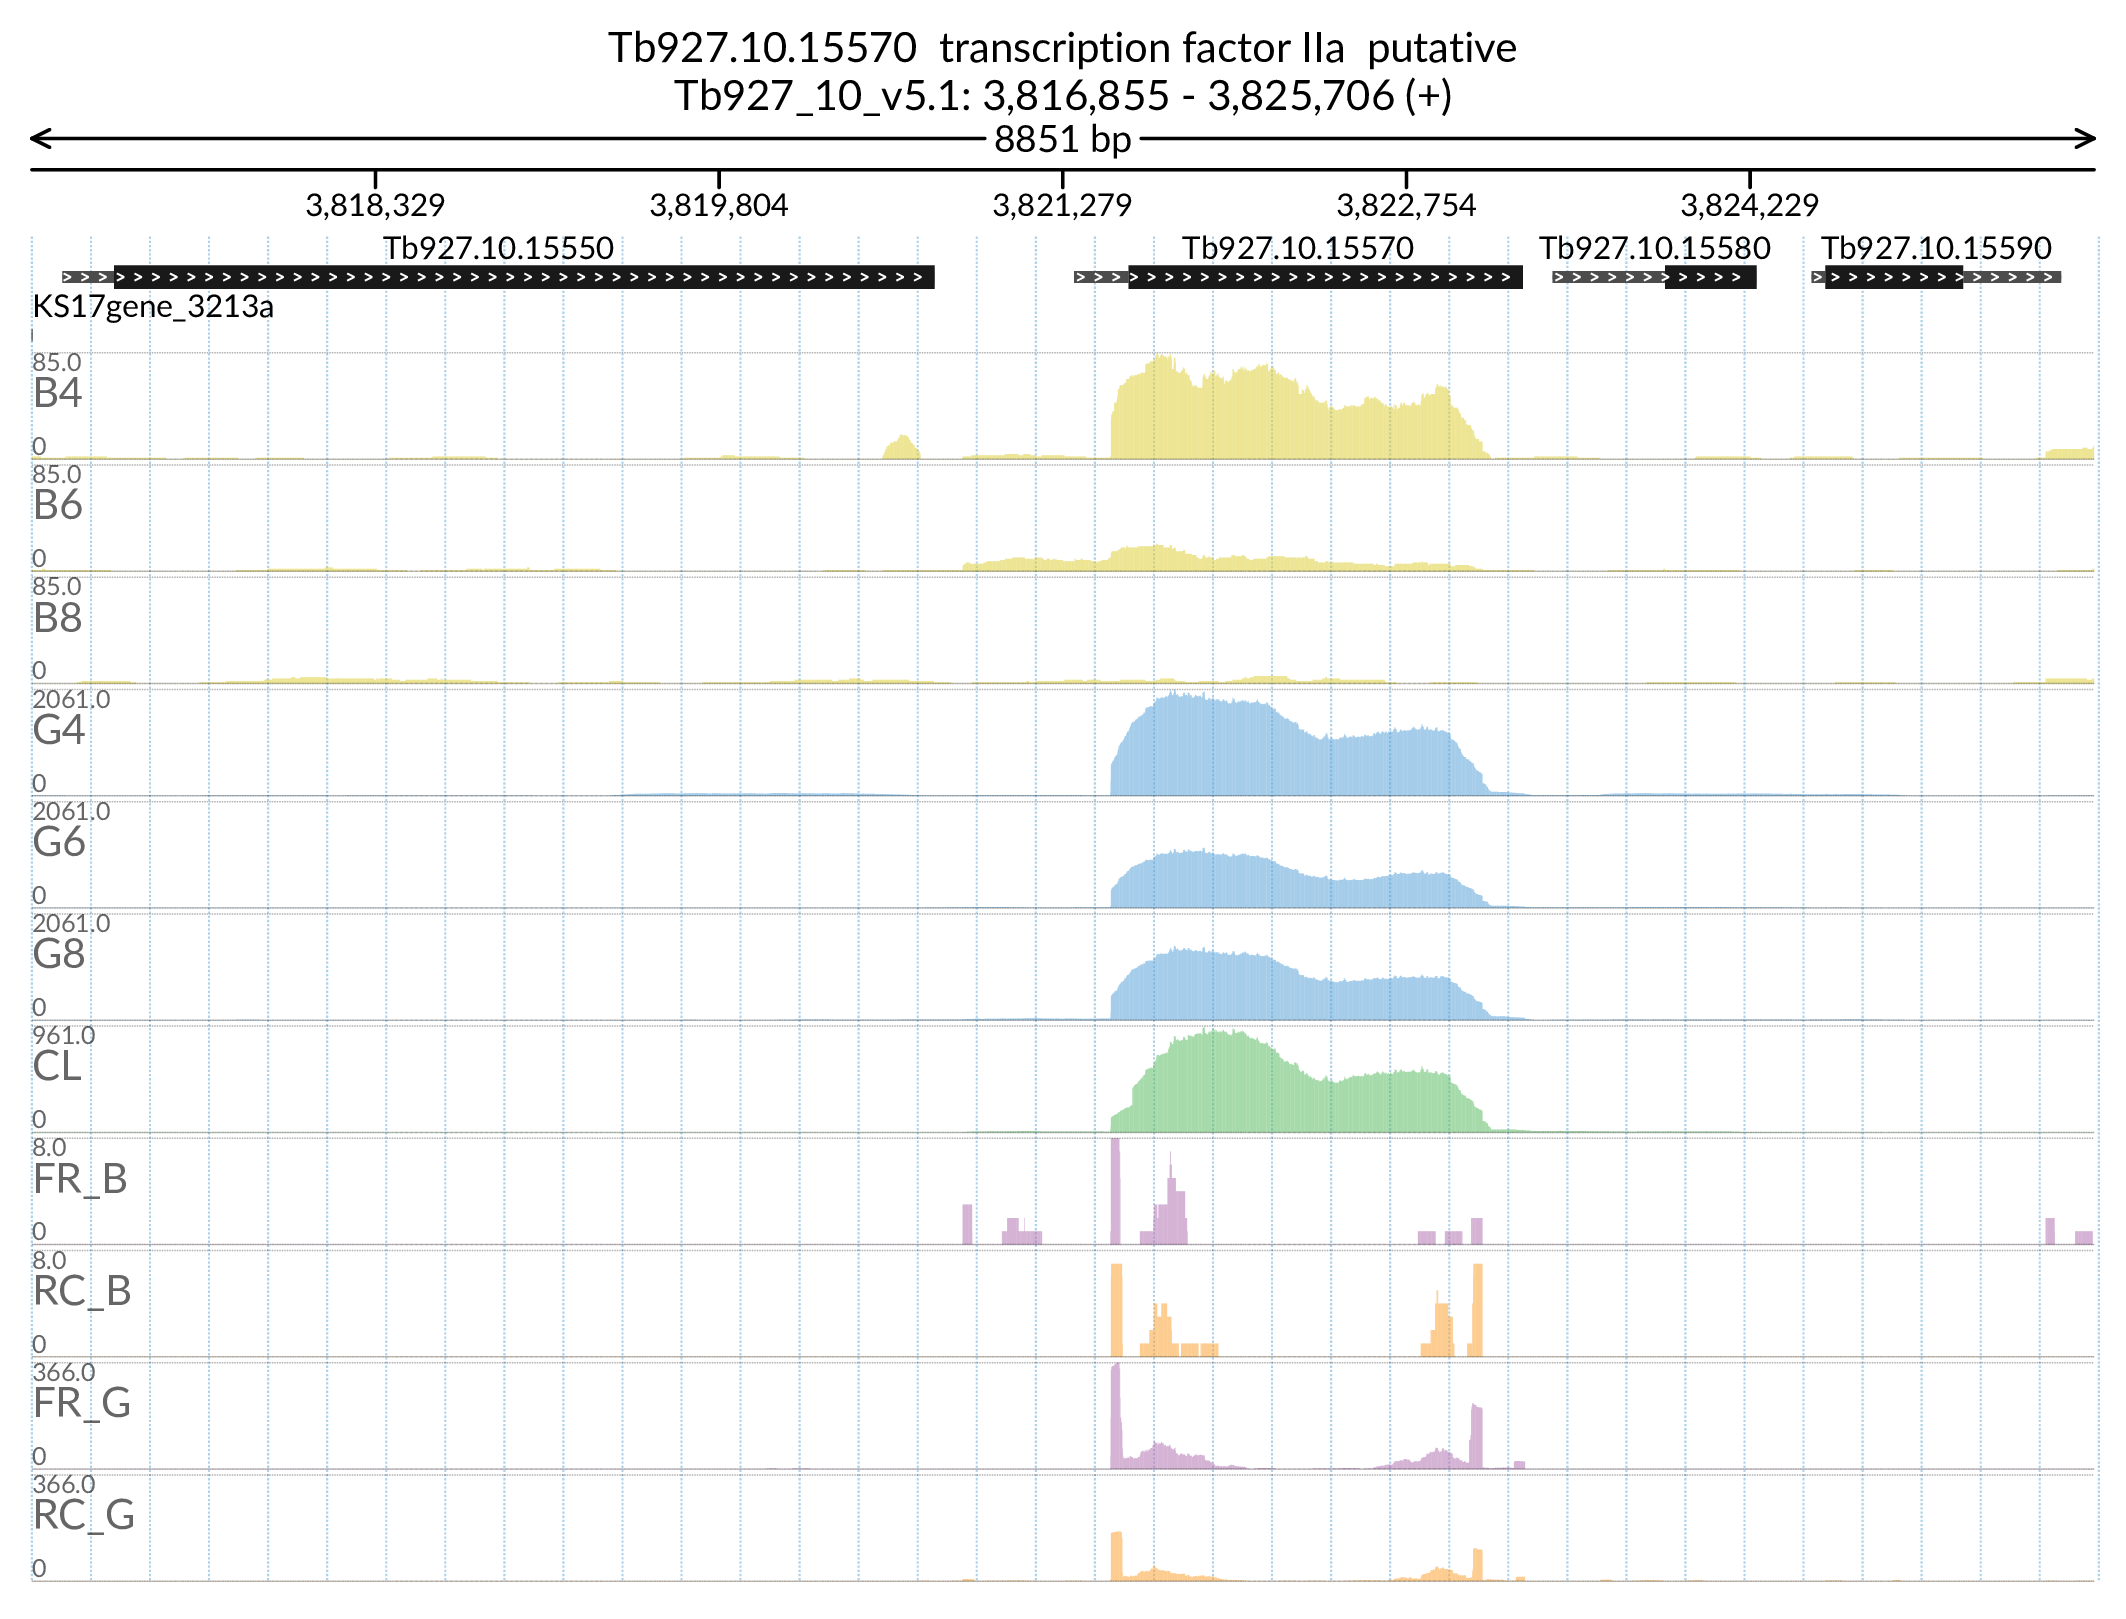 Tb927.10.15570  transcription factor IIa  putative
Tb927_10_v5.1: 3,816,855 - 3,825,706 (+)
8851 bp
3,818,329 3,819,804 3,821,279 3,822,754 3,824,229
Tb927.10.15550 Tb927.10.15570 Tb927.10.15580 Tb927.10.15590
KS17gene_3213a
85.0
B4
0
85.0
B6
0
85.0
B8
0
2061.0
G4
0
2061.0
G6
0
2061.0
G8
0
961.0
CL
0
8.0
FR_B
0
8.0
RC_B
0
366.0
FR_G
0
366.0
RC_G
0